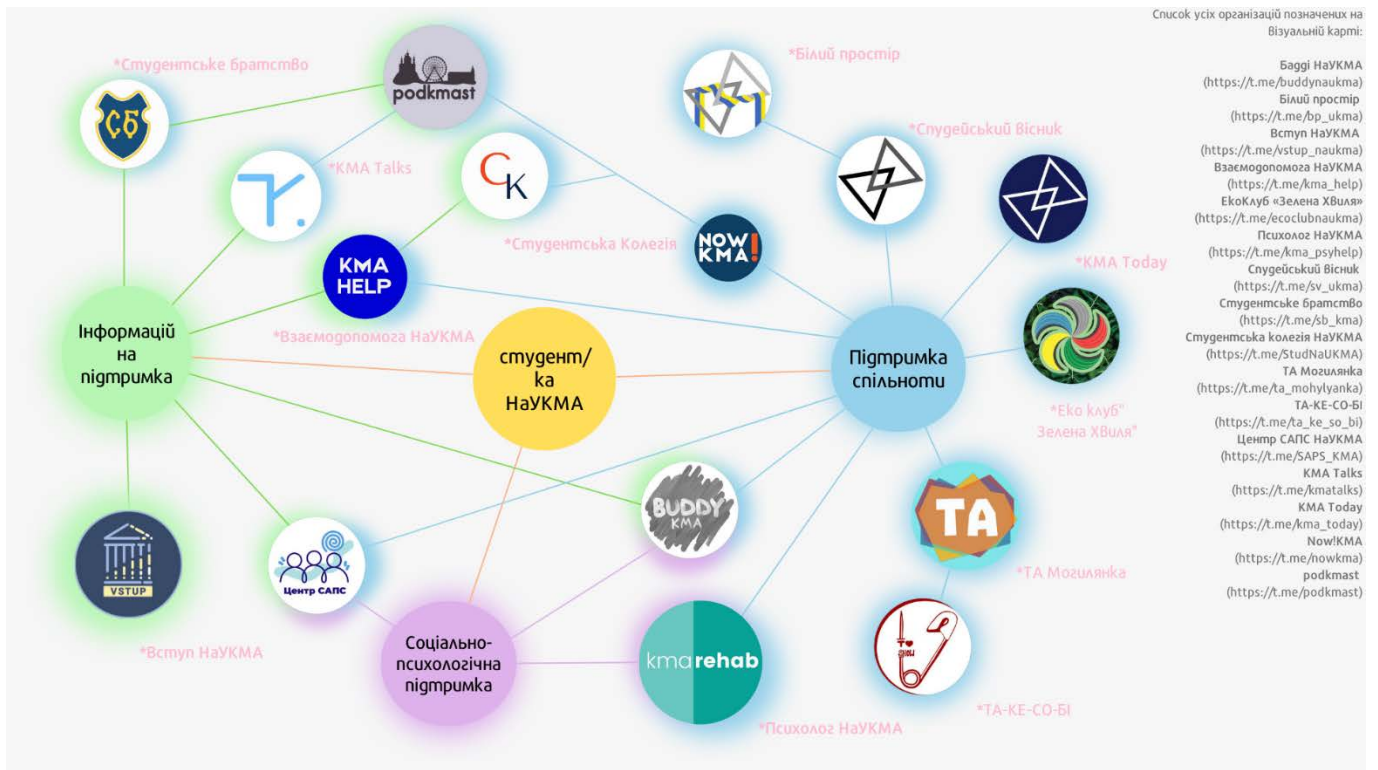 *Студентське братство
СБ
podkmast
*KMA Talks
СК
*Студентська Колегія
KMA
HELP
*Взаємодопомога НаУКМА
NOW
KMA!
*Білий простір
*Спудейський Вісник
*KMA Today
*Еко клуб"
Зелена Хвиля"
Інформацій
на
підтримка
студент/
ка
НаУКМА
Підтримка
спільноти
VSTUP
*Вступ НаУКМА
Центр САПС
BUDDY
KMA
Соціально-
психологічна
підтримка
kmarehab
*Психолог НаУКМА
ТА
*ТА Могилянка
*ТА-КЕ-СО-БІ
Список усіх організацій позначених на
візуальній карті:
Бадді НаУКМА
(https://t.me/buddynaukma)
Білий простір
(https://t.me/bp_ukma)
Вступ НаУКМА
(https://t.me/vstup_naukma)
Взаємодопомога НаУКМА
(https://t.me/kma_help)
ЕкоКлуб «Зелена Хвиля»
(https://t.me/ecoclubnaukma)
Психолог НаУКМА
(https://t.me/kma_psyhelp)
Спудейський Вісник
(https://t.me/sv_ukma)
Студентське братство
(https://t.me/sb_kma)
Студентська колегія НаУКМА
(https://t.me/StudNaUKMA)
ТА Могилянка
(https://t.me/ta_mohylyanka)
ТА-КЕ-СО-БІ
(https://t.me/ta_ke_so_bi)
Центр САПС НаУКМА
(https://t.me/SAPS_KMA)
KMA Talks
(https://t.me/kmatalks)
KMA Today
(https://t.me/kma_today)
Now!KMA
(https://t.me/nowkma)
podkmast
(https://t.me/podkmast)